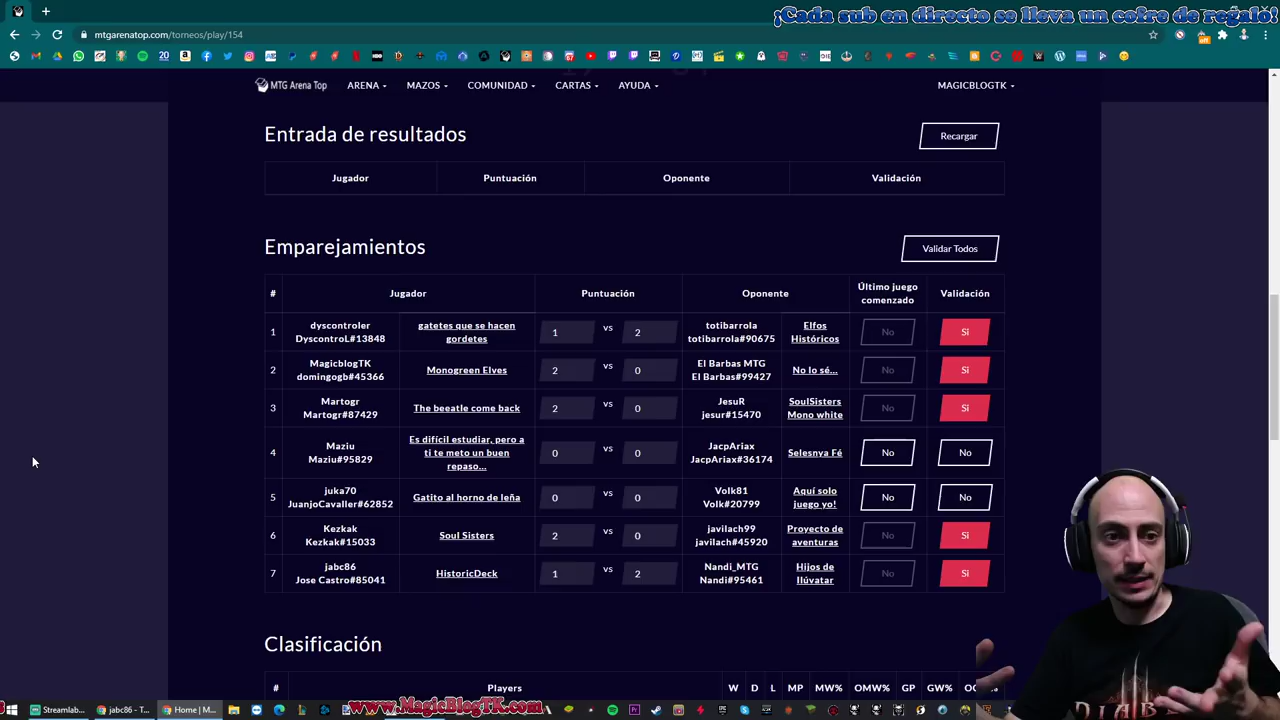 ¡Cada sub en directo se lleva un cofre de regalo!
mtgarenatop.com/torneos/play/154
MTG Arena Top
ARENA
MAZOS
COMUNIDAD
CARTAS
AYUDA
MAGICBLOGTK
Entrada de resultados
Recargar
Jugador Puntuación Oponente Validación
Emparejamientos
Validar Todos
# Jugador Puntuación Oponente Último juego comenzado Validación
1 dyscontroler DyscontroL#13848 gatetes que se hacen gordetes 1 vs 2 totibarrola totibarrola#90675 Elfos Históricos No Si
2 MagicblogTK domingogb#45366 Monogreen Elves 2 vs 0 El Barbas MTG El Barbas#99427 No lo sé... No Si
3 Martogr Martogr#87429 The beeatle come back 2 vs 0 JesuR jesur#15470 SoulSisters Mono white No Si
4 Maziu Maziu#95829 Es difícil estudiar, pero a ti te meto un buen repaso... 0 vs 0 JacpAriax JacpAriax#36174 Selesnya Fé No No
5 juka70 JuanjoCavaller#62852 Gatito al horno de leña 0 vs 0 Volk81 Volk#20799 Aquí solo juego yo! No No
6 Kezkak Kezkak#15033 Soul Sisters 2 vs 0 javilach99 javilach#45920 Proyecto de aventuras No Si
7 jabc86 Jose Castro#85041 HistoricDeck 1 vs 2 Nandi_MTG Nandi#95461 Hijos de Ilúvatar No Si
Clasificación
# Players W D L MP MW% OMW% GP GW%
Streamlab...
jabc86 - T...
Home | M...
www.MagicBlogTK.com
DIABL